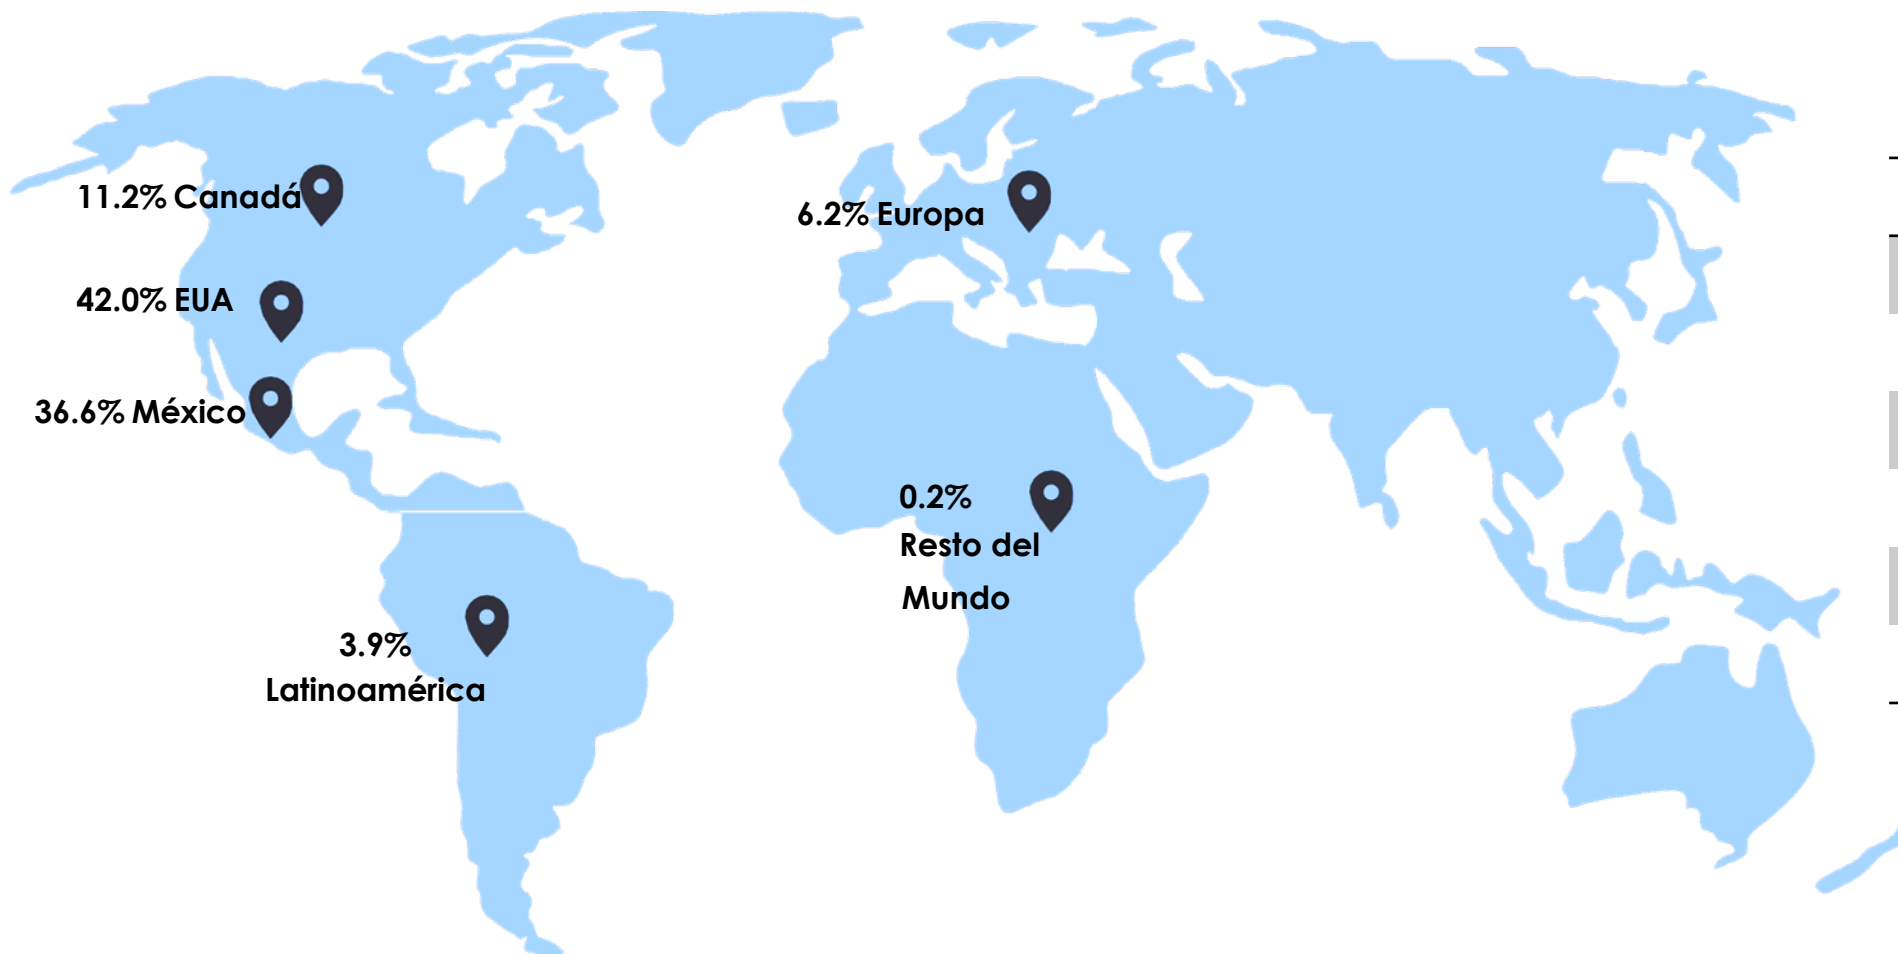 11.2% Canadá
6.2% Europa
42.0% EUA
36.6% México
0.2%
Resto del
Mundo
3.9%
Latinoamérica